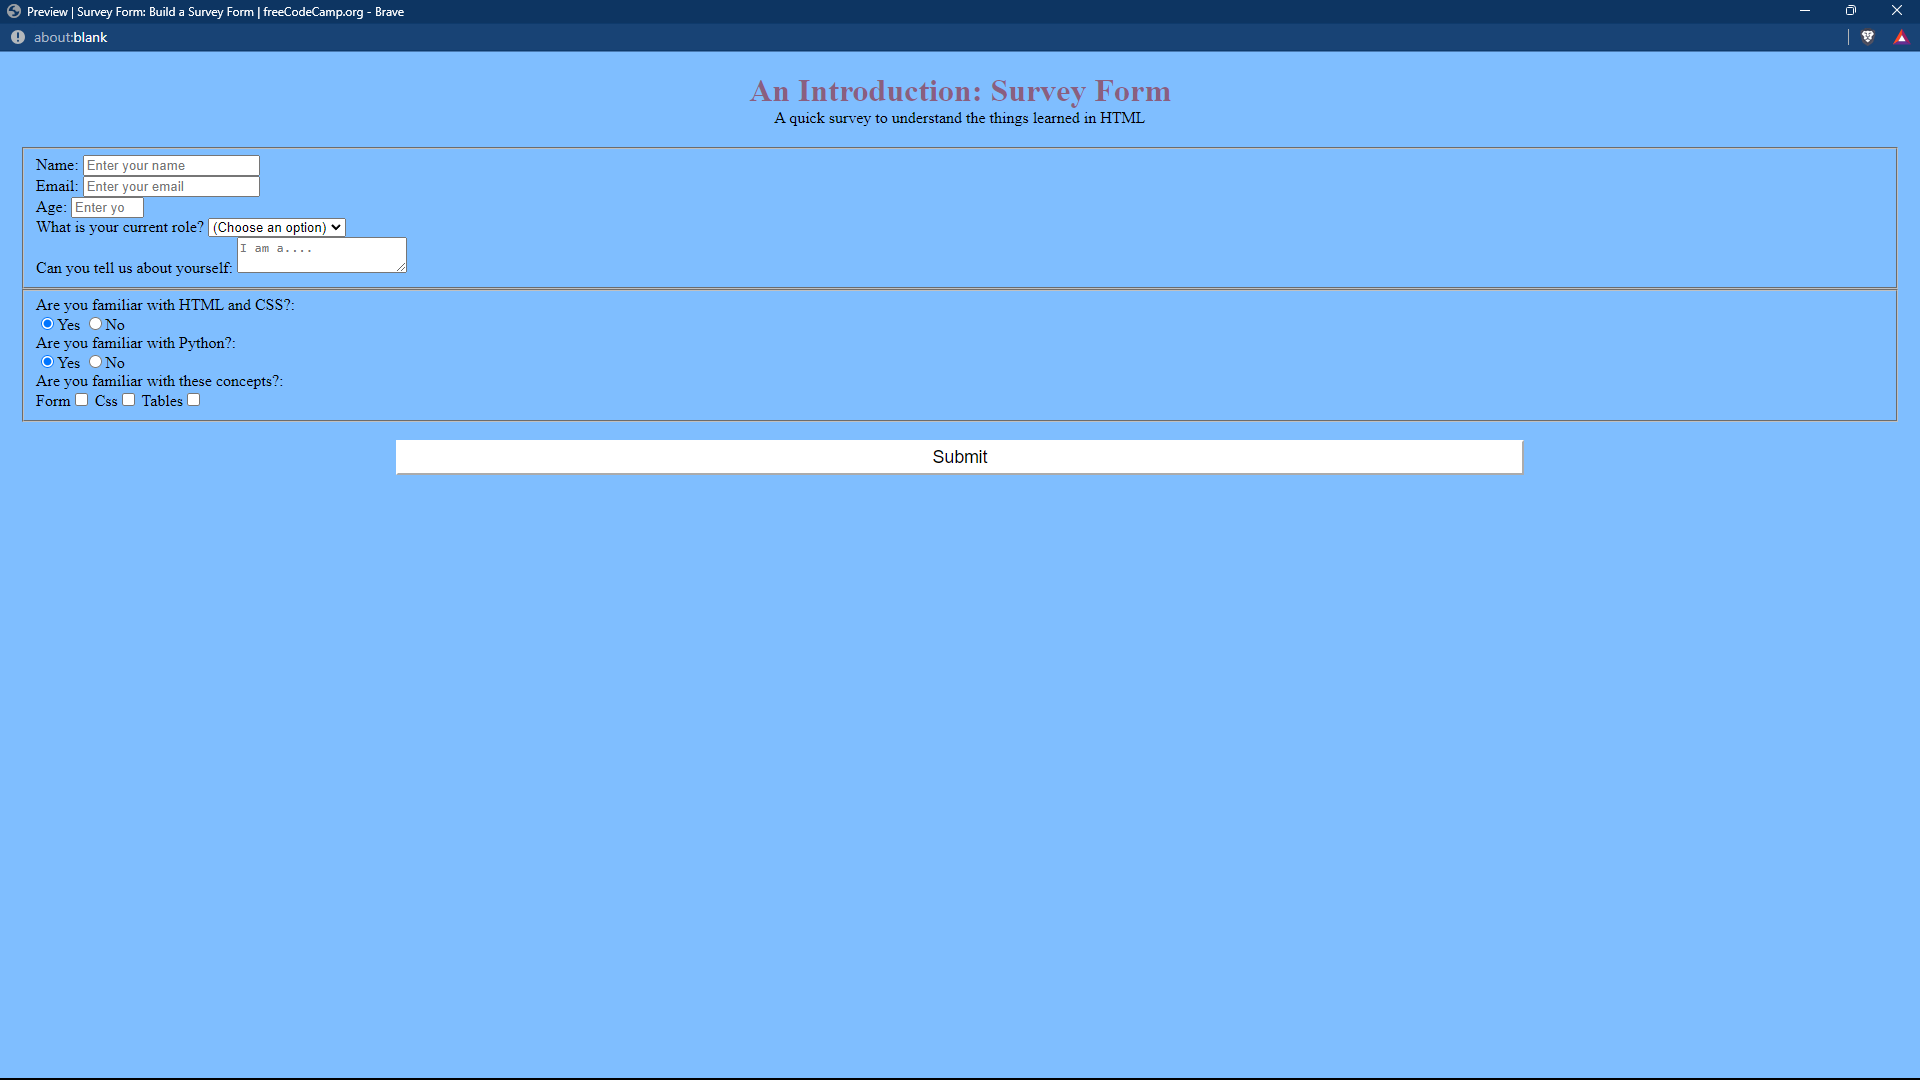 Preview | Survey Form: Build a Survey Form | freeCodeCamp.org - Brave
about:blank
An Introduction: Survey Form
A quick survey to understand the things learned in HTML
Name: Enter your name
Email: Enter your email
Age: Enter yo
What is your current role? (Choose an option)
I am a....
Can you tell us about yourself:
Are you familiar with HTML and CSS?:
Yes No
Are you familiar with Python?:
Yes No
Are you familiar with these concepts?:
Form Css Tables
Submit